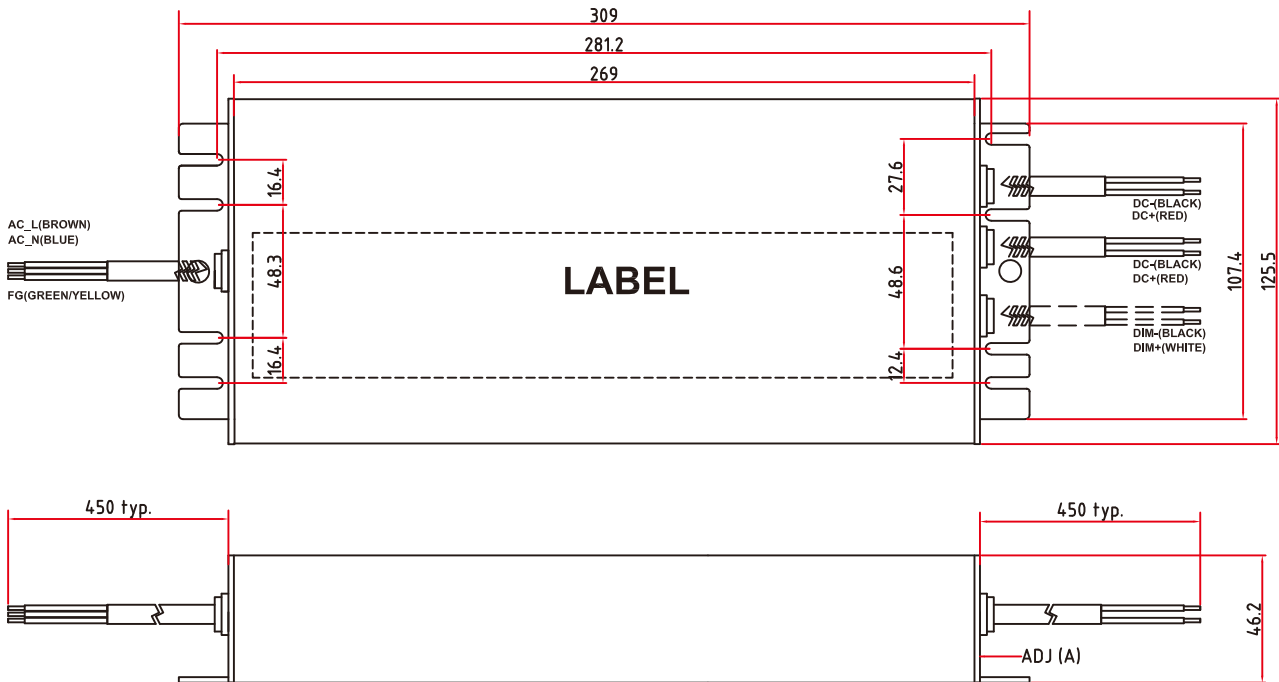 309
281.2
269
16.4
48.3
16.4
27.6
48.6
12.4
107.4
125.5
AC_L(BROWN)
AC_N(BLUE)
FG(GREEN/YELLOW)
LABEL
DC-(BLACK)
DC+(RED)
DC-(BLACK)
DC+(RED)
DIM-(BLACK)
DIM+(WHITE)
450 typ.
450 typ.
46.2
ADJ (A)